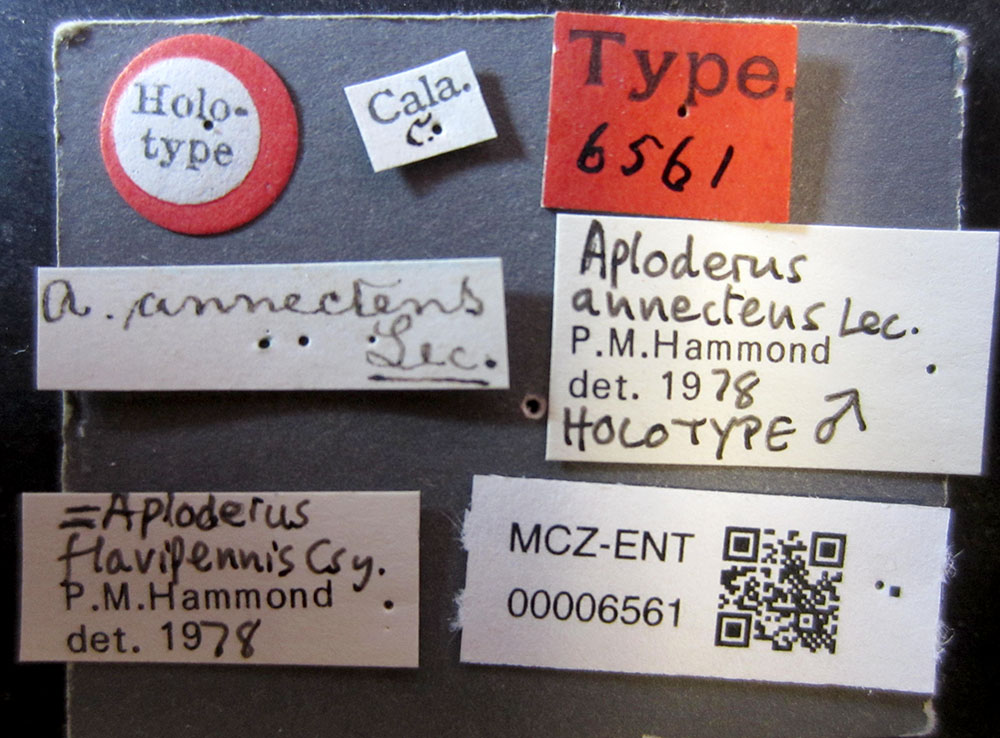 Holo-
type
Cala.
C.
Type.
6561
a. annectens
Lec.
Aploderus
annectens Lec.
P.M.Hammond
det. 1978
HOLOTYPE ♂
=Aploderus
flavipennis Csy.
P.M.Hammond
det. 1978
MCZ-ENT
00006561